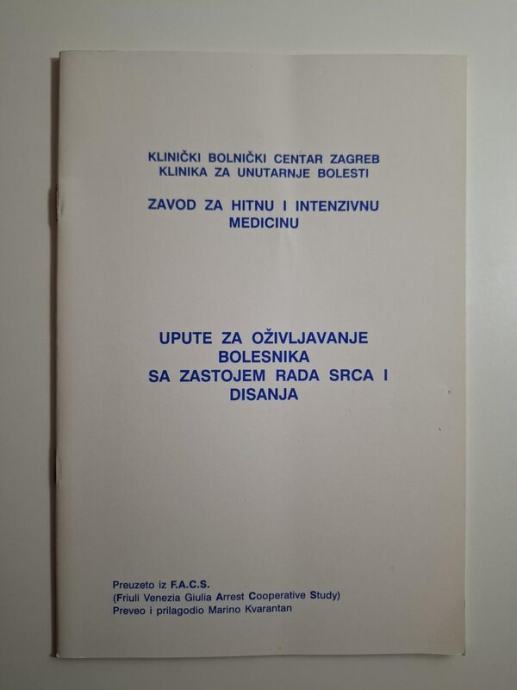 KLINIČKI BOLNIČKI CENTAR ZAGREB
KLINIKA ZA UNUTARNJE BOLESTI
ZAVOD ZA HITNU I INTENZIVNU
MEDICINU
UPUTE ZA OŽIVLJAVANJE
BOLESNIKA
SA ZASTOJEM RADA SRCA I
DISANJA
Preuzeto iz F.A.C.S.
(Friuli Venezia Giulia Arrest Cooperative Study)
Preveo i prilagodio Marino Kvarantan